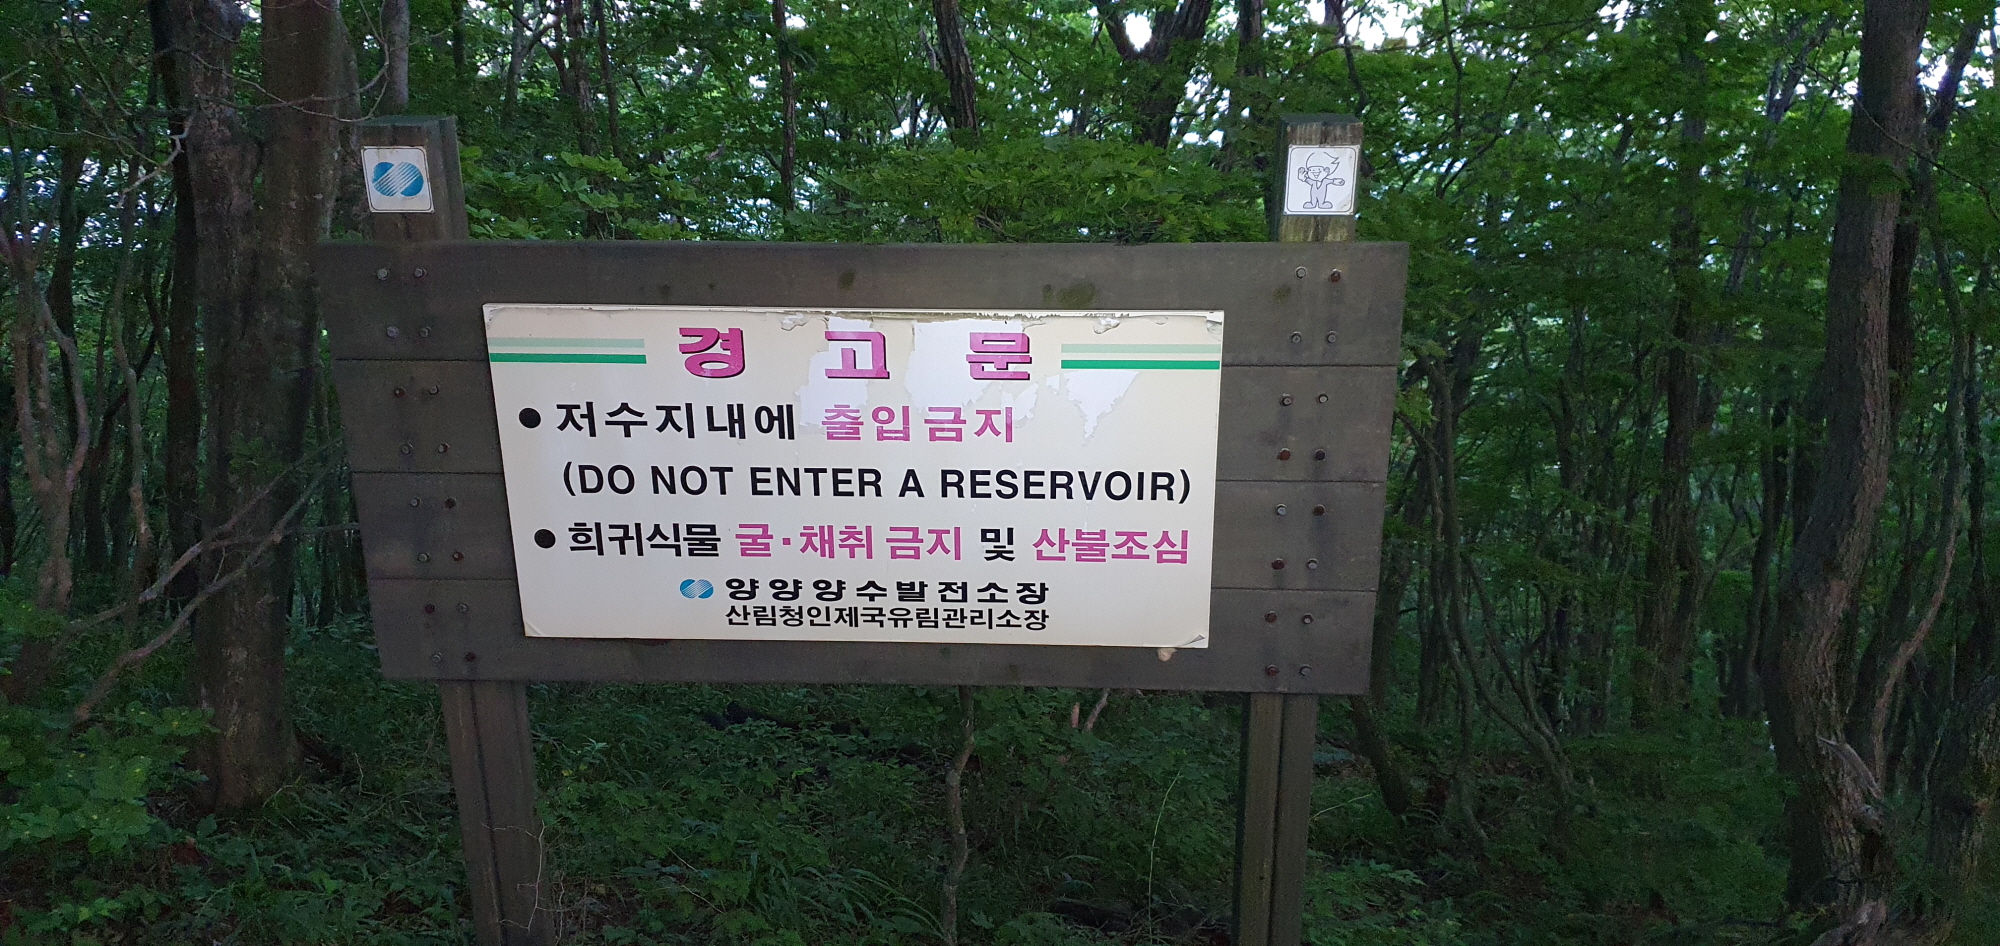 경 고 문
● 저수지내에 출입금지
(DO NOT ENTER A RESERVOIR)
● 희귀식물 굴·채취 금지 및 산불조심
양양양수발전소장
산림청인제국유림관리소장